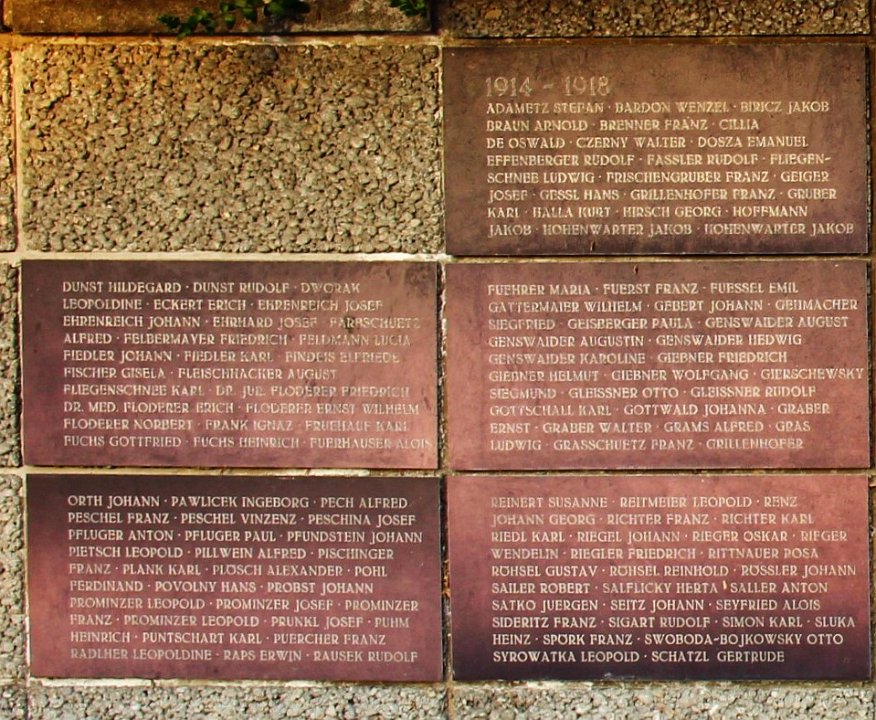 1914 - 1918
ADAMETZ STEFAN · BARDON WENZEL · BIRICZ JAKOB
BRAUN ARNOLD · BRENNER FRANZ · CILLIA
DE OSWALD · CZERNY WALTER · DOSZA EMANUEL
EFFENBERGER RUDOLF · FASSLER RUDOLF · FLIEGEN-
SCHNEE LUDWIG · FRISCHENGRUBER FRANZ · GEIGER
JOSEF · GESSL HANS · GRILLENHOFER FRANZ · GRUBER
KARL · HALLA KURT · HIRSCH GEORG · HOFFMANN
JAKOB · HOHENWARTER JAKOB · HOHENWARTER JAKOB
DUNST HILDEGARD · DUNST RUDOLF · DWORAK
LEOPOLDINE · ECKERT ERICH · EHRENREICH JOSEF
EHRENREICH JOHANN · EHRHARD JOSEF · FARBSCHUETZ
ALFRED · FELBERMAYER FRIEDRICH · FELDMANN LUCIA
FIEDLER JOHANN · FIEDLER KARL · FINDEIS ELFRIEDE
FISCHER GISELA · FLEISCHHACKER AUGUST
FLIEGENSCHNEE KARL · DR. JUR. FLODERER FRIEDRICH
DR. MED. FLODERER ERICH · FLODERER ERNST WILHELM
FLODERER NORBERT · FRANK IGNAZ · FRUEHAUF KARL
FUCHS GOTTFRIED · FUCHS HEINRICH · FUERHAUSER ALOIS
FUEHRER MARIA · FUERST FRANZ · FUESSEL EMIL
GATTERMAIER WILHELM · GEBERT JOHANN · GEHMACHER
SIEGFRIED · GEISBERGER PAULA · GENSWAIDER AUGUST
GENSWAIDER AUGUSTIN · GENSWAIDER HEDWIG
GENSWAIDER KAROLINE · GIEBNER FRIEDRICH
GIEBNER HELMUT · GIEBNER WOLFGANG · GIERSCHEWSKY
SIEGMUND · GLEISSNER OTTO · GLEISSNER RUDOLF
GOTTSCHALL KARL · GOTTWALD JOHANNA · GRABER
ERNST · GRABER WALTER · GRAMS ALFRED · GRAS
LUDWIG · GRASSCHUETZ FRANZ · GRILLENHOFER
ORTH JOHANN · PAWLICEK INGEBORG · PECH ALFRED
PESCHEL FRANZ · PESCHEL VINZENZ · PESCHINA JOSEF
PFLUGER ANTON · PFLUGER PAUL · PFUNDSTEIN JOHANN
PIETSCH LEOPOLD · PILLWEIN ALFRED · PISCHINGER
FRANZ · PLANK KARL · PLÖSCH ALEXANDER · POHL
FERDINAND · POVOLNY HANS · PROBST JOHANN
PROMINZER LEOPOLD · PROMINZER JOSEF · PROMINZER
FRANZ · PROMINZER LEOPOLD · PRUNKL JOSEF · PUHM
HEINRICH · PUNTSCHART KARL · PUERCHER FRANZ
RADLHER LEOPOLDINE · RAPS ERWIN · RAUSEK RUDOLF
REINERT SUSANNE · REITMEIER LEOPOLD · RENZ
JOHANN GEORG · RICHTER FRANZ · RICHTER KARL
RIEDL KARL · RIEGEL JOHANN · RIEGER OSKAR · RIFGER
WENDELIN · RIEGLER FRIEDRICH · RITTNAUER ROSA
RÖHSEL GUSTAV · RÖHSEL REINHOLD · RÖSSLER JOHANN
SAILER ROBERT · SALFLICKY HERTA · SALLER ANTON
SATKO JUERGEN · SEITZ JOHANN · SEYFRIED ALOIS
SIDERITZ FRANZ · SIGART RUDOLF · SIMON KARL · SLUKA
HEINZ · SPORK FRANZ · SWOBODA-BOJKOWSKY OTTO
SYROWATKA LEOPOLD · SCHATZL GERTRUDE